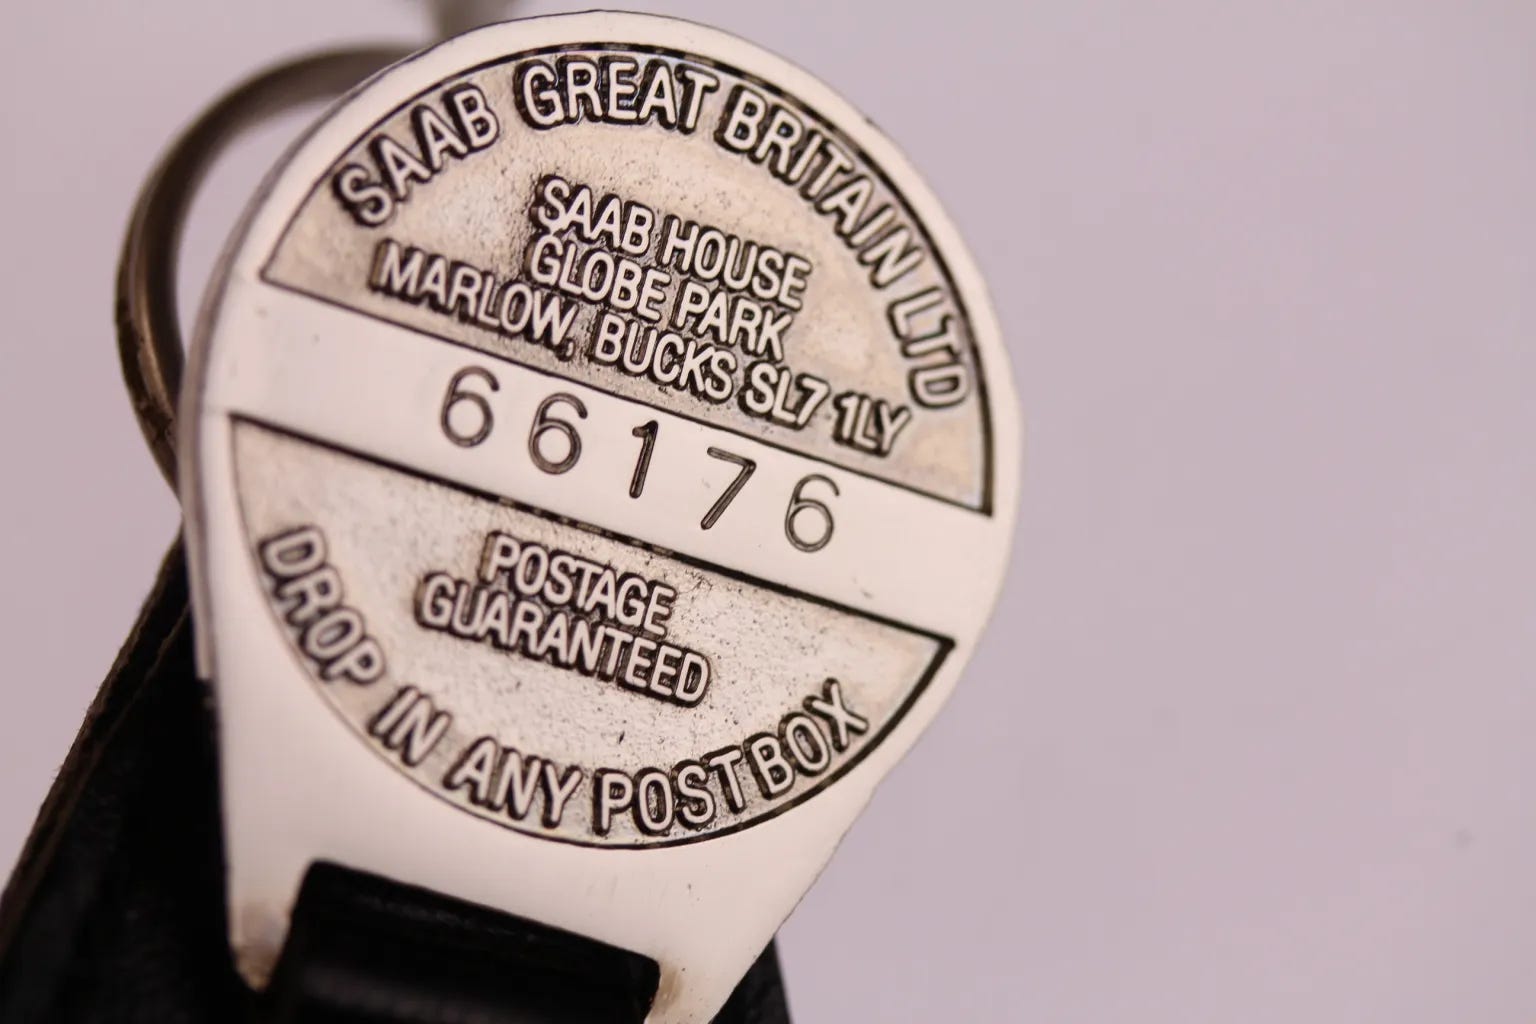 SAAB GREAT BRITAIN LTD
SAAB HOUSE
GLOBE PARK
MARLOW, BUCKS SL7 1LY
66176
POSTAGE
GUARANTEED
DROP IN ANY POSTBOX